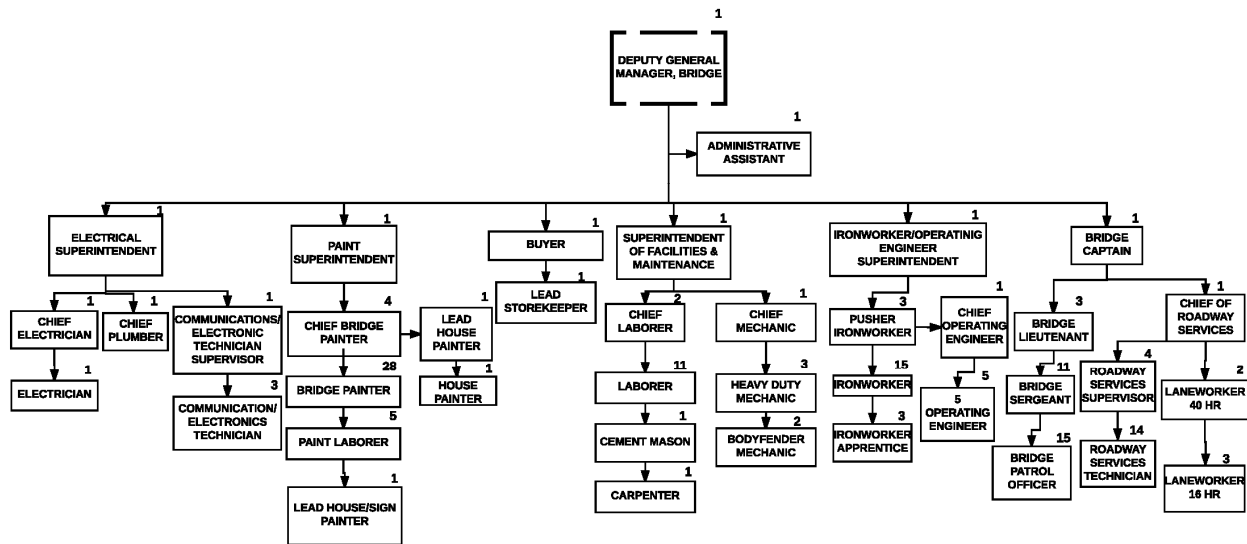 1
DEPUTY GENERAL
MANAGER, BRIDGE
1
ADMINISTRATIVE
ASSISTANT
1
ELECTRICAL
SUPERINTENDENT
1
PAINT
SUPERINTENDENT
1
BUYER
1
SUPERINTENDENT
OF FACILITIES &
MAINTENANCE
1
IRONWORKER/OPERATINIG
ENGINEER
SUPERINTENDENT
1
BRIDGE
CAPTAIN
1
CHIEF
ELECTRICIAN
1
CHIEF
PLUMBER
1
COMMUNICATIONS/
ELECTRONIC
TECHNICIAN
SUPERVISOR
1
ELECTRICIAN
3
COMMUNICATION/
ELECTRONICS
TECHNICIAN
4
CHIEF BRIDGE
PAINTER
1
LEAD
HOUSE
PAINTER
28
BRIDGE PAINTER
1
HOUSE
PAINTER
5
PAINT LABORER
1
LEAD HOUSE/SIGN
PAINTER
1
LEAD
STOREKEEPER
2
CHIEF
LABORER
1
CHIEF
MECHANIC
11
LABORER
3
HEAVY DUTY
MECHANIC
1
CEMENT MASON
2
BODYFENDER
MECHANIC
1
CARPENTER
3
PUSHER
IRONWORKER
1
CHIEF
OPERATING
ENGINEER
15
IRONWORKER
5
5
OPERATING
ENGINEER
3
IRONWORKER
APPRENTICE
3
BRIDGE
LIEUTENANT
1
CHIEF OF
ROADWAY
SERVICES
11
BRIDGE
SERGEANT
4
ROADWAY
SERVICES
SUPERVISOR
2
LANEWORKER
40 HR
15
BRIDGE
PATROL
OFFICER
14
ROADWAY
SERVICES
TECHNICIAN
3
LANEWORKER
16 HR